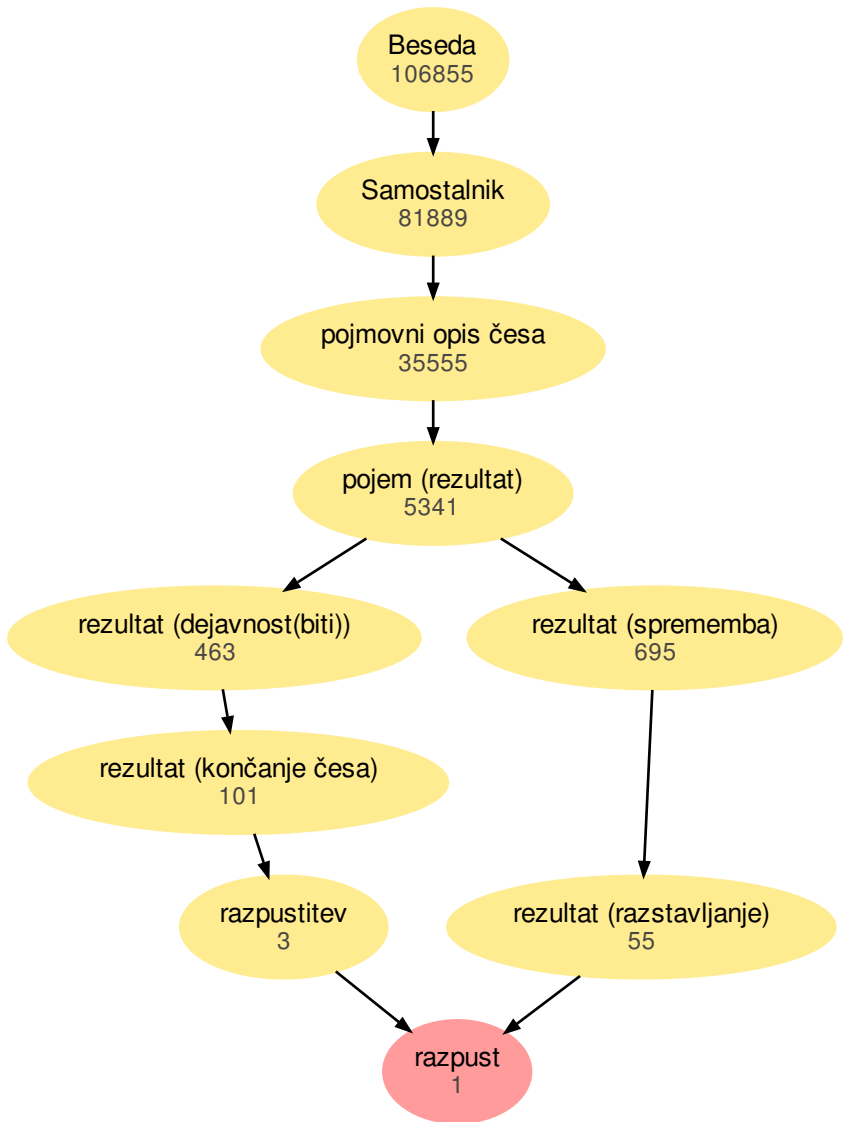 Beseda
106855
Samostalnik
81889
pojmovni opis česa
35555
pojem (rezultat)
5341
rezultat (dejavnost(biti))
463
rezultat (sprememba)
695
rezultat (končanje česa)
101
razpustitev
3
rezultat (razstavljanje)
55
razpust
1